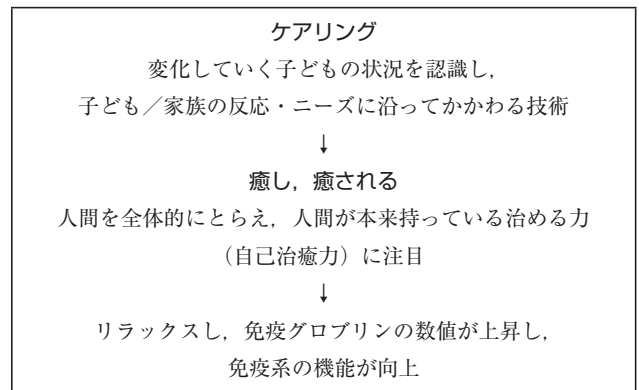 ケアリング
変化していく子どもの状況を認識し，
子ども／家族の反応・ニーズに沿ってかかわる技術
↓
癒し，癒される
人間を全体的にとらえ，人間が本来持っている治める力
（自己治癒力）に注目
↓
リラックスし，免疫グロブリンの数値が上昇し，
免疫系の機能が向上